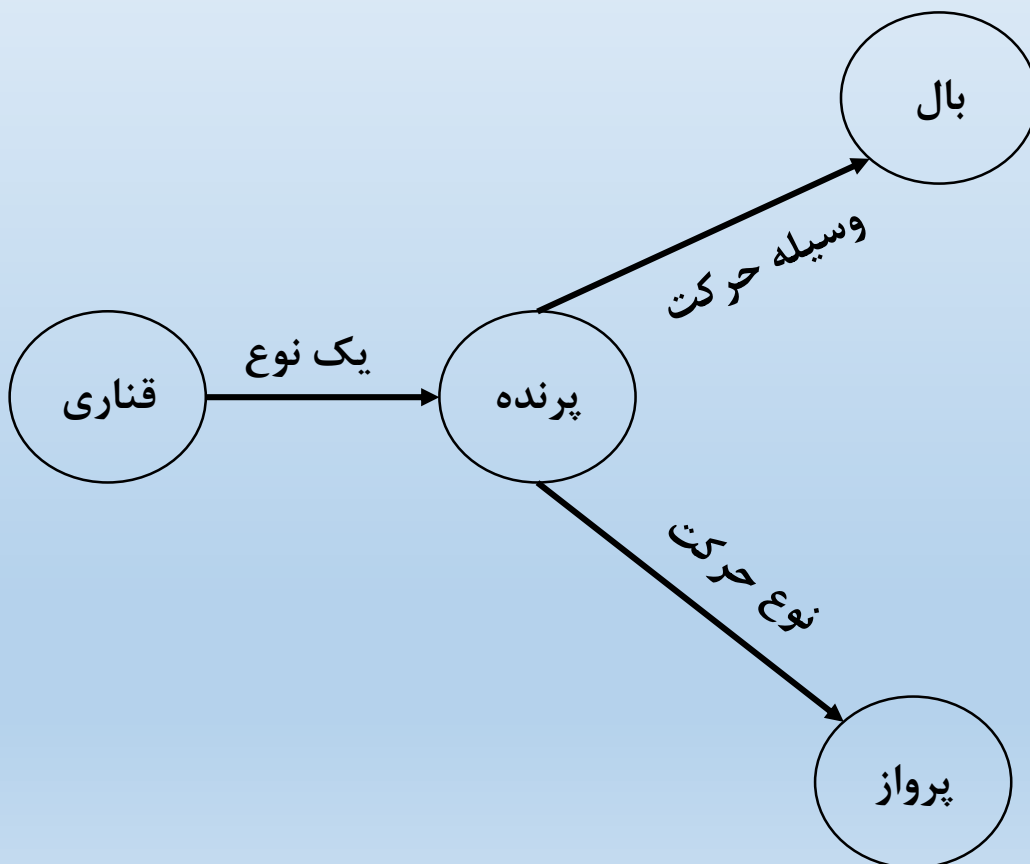 بال
وسیله حرکت
یک نوع
قناری
پرنده
نوع حرکت
پرواز